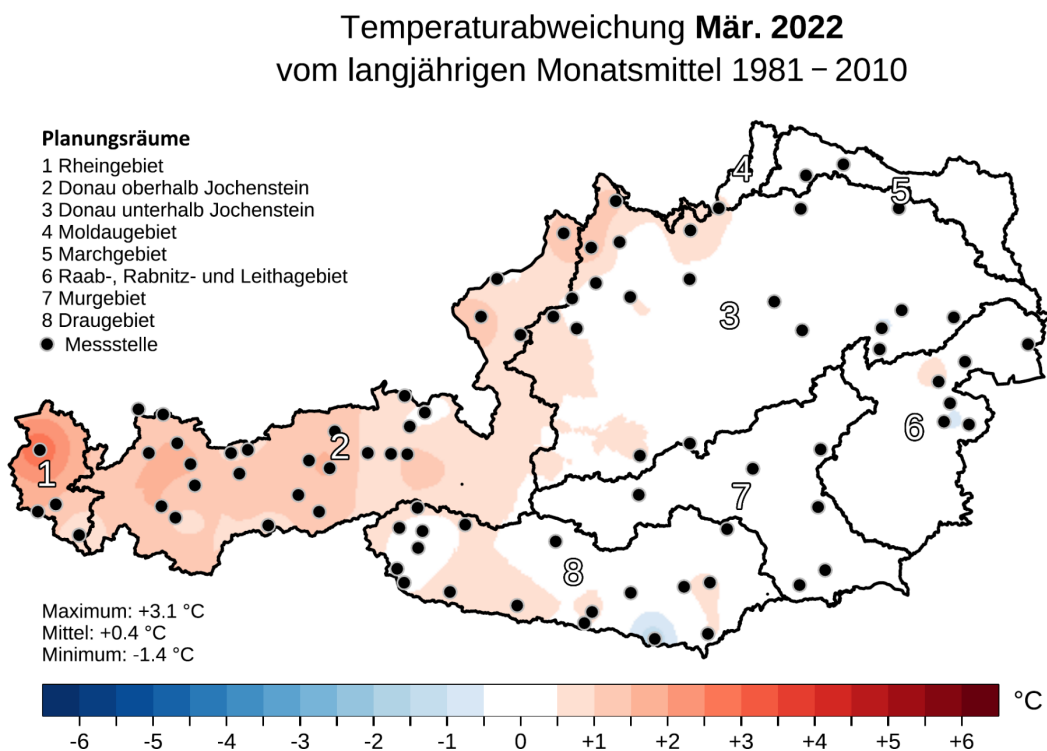 Temperaturabweichung Mär. 2022
vom langjährigen Monatsmittel 1981 – 2010
Planungsräume
1 Rheingebiet
2 Donau oberhalb Jochenstein
3 Donau unterhalb Jochenstein
4 Moldaugebiet
5 Marchgebiet
6 Raab-, Rabnitz- und Leithagebiet
7 Murgebiet
8 Draugebiet
Messstelle
4
5
3
2
1
6
7
8
Maximum: +3.1 °C
Mittel: +0.4 °C
Minimum: -1.4 °C
°C
-6 -5 -4 -3 -2 -1 0 +1 +2 +3 +4 +5 +6